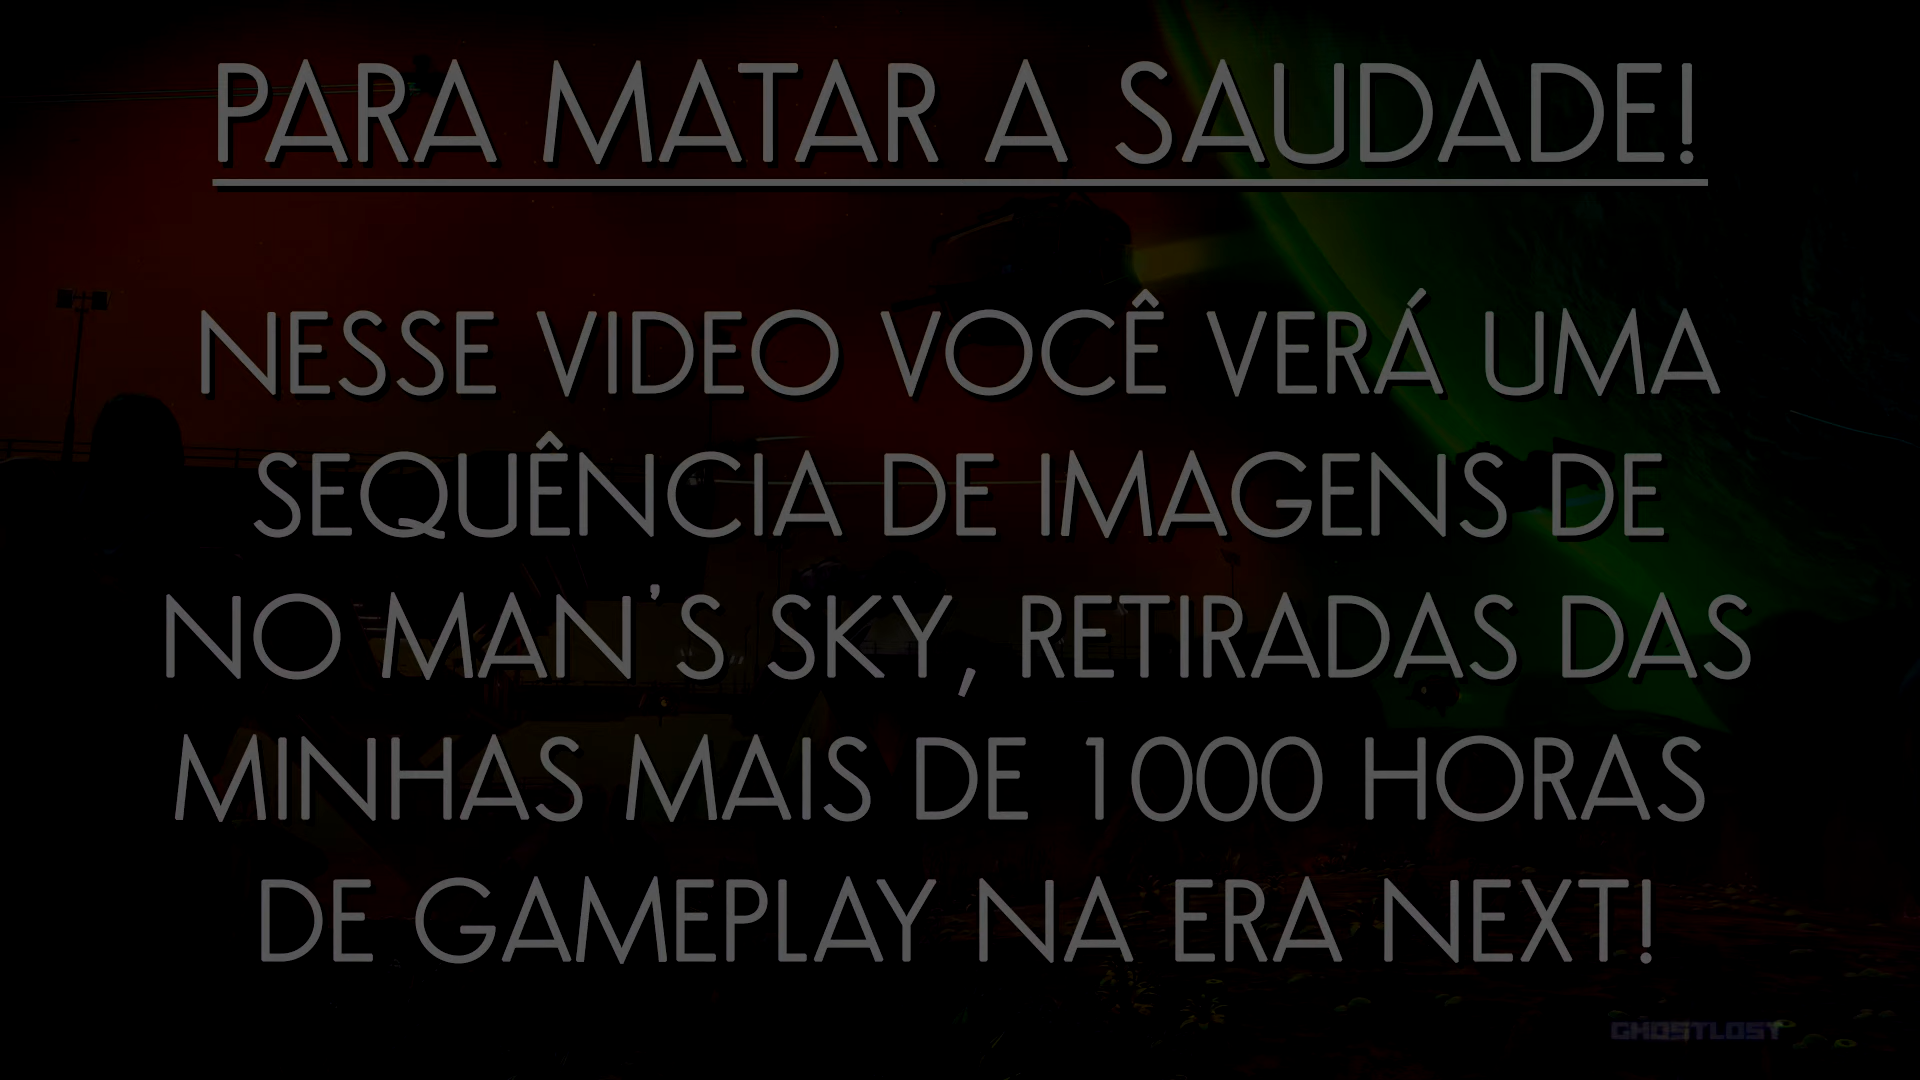 PARA MATAR A SAUDADE!
NESSE VIDEO VOCÊ VERÁ UMA
SEQUÊNCIA DE IMAGENS DE
NO MAN'S SKY, RETIRADAS DAS
MINHAS MAIS DE 1000 HORAS
DE GAMEPLAY NA ERA NEXT!
GHOSTLOST